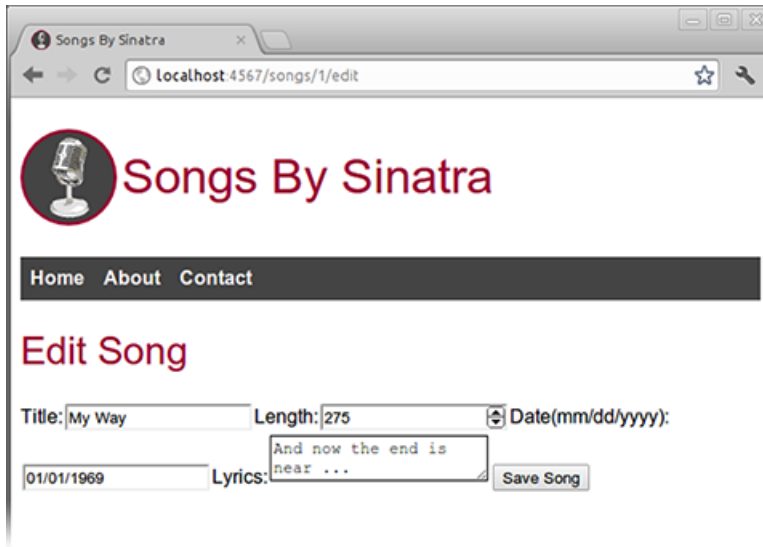 Songs By Sinatra
localhost:4567/songs/1/edit
Songs By Sinatra
Home About Contact
Edit Song
Title: My Way Length: 275 Date(mm/dd/yyyy):
01/01/1969 Lyrics: And now the end is
near ... Save Song